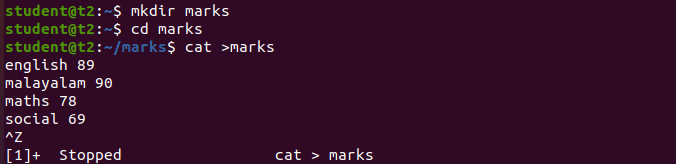 student@t2:~$ mkdir marks
student@t2:~$ cd marks
student@t2:~/marks$ cat >marks
english 89
malayalam 90
maths 78
social 69
^Z
[1]+  Stopped                 cat > marks